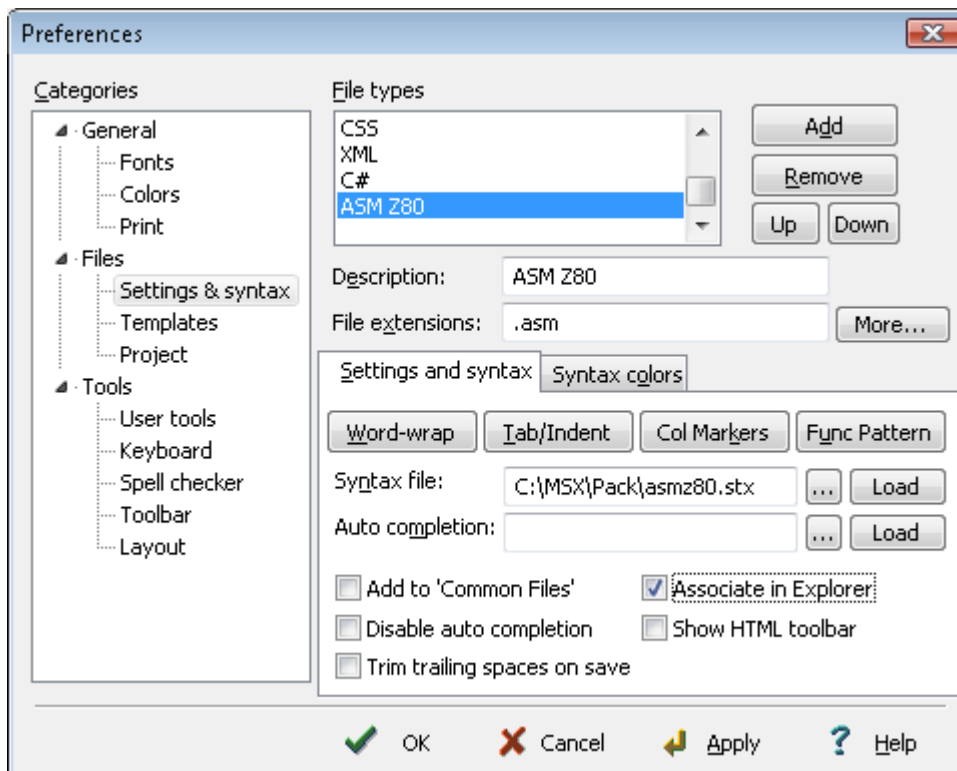 Preferences
Categories
General
Fonts
Colors
Print
Files
Settings & syntax
Templates
Project
Tools
User tools
Keyboard
Spell checker
Toolbar
Layout
File types
CSS
XML
C#
ASM Z80
Add
Remove
Up Down
Description: ASM Z80
File extensions: .asm More...
Settings and syntax Syntax colors
Word-wrap Tab/Indent Col Markers Func Pattern
Syntax file: C:\MSX\Pack\asmz80.stx ... Load
Auto completion: ... Load
Add to 'Common Files' Associate in Explorer
Disable auto completion Show HTML toolbar
Trim trailing spaces on save
OK Cancel Apply ? Help